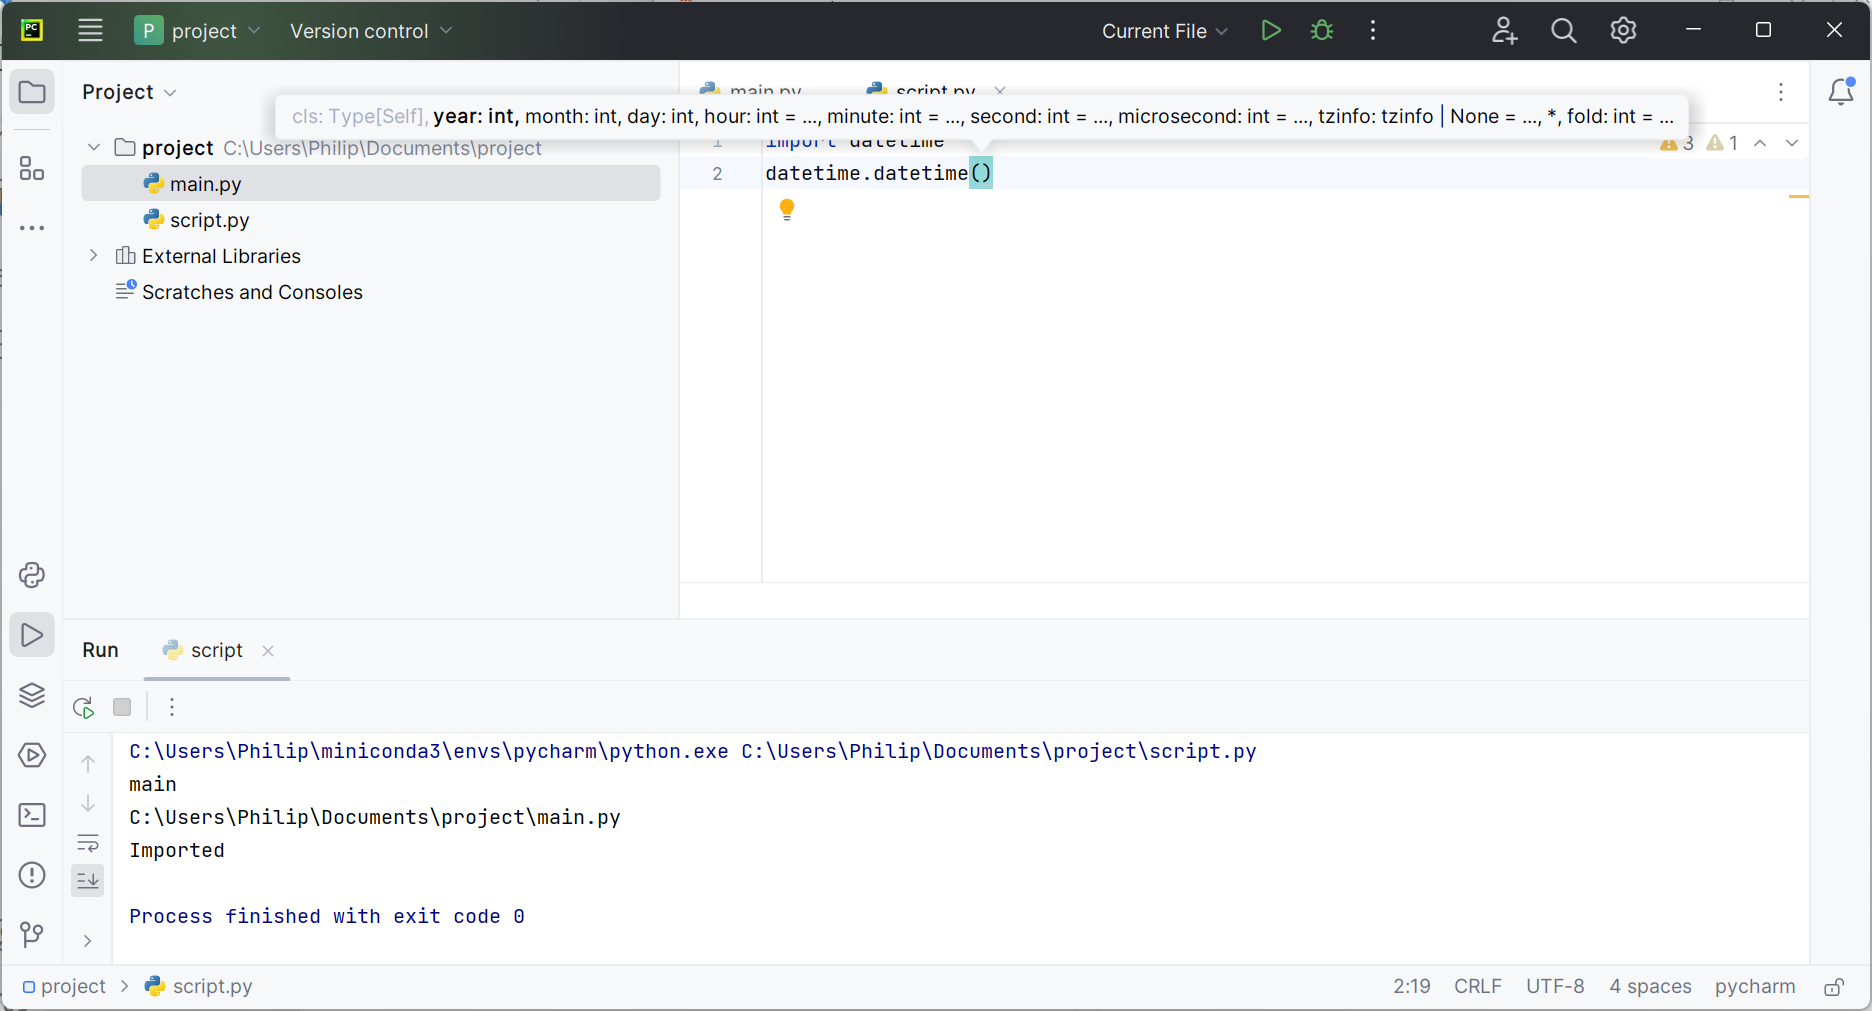 PC
P project Version control Current File
Project
main.py script.py
cls: Type[Self], year: int, month: int, day: int, hour: int = ..., minute: int = ..., second: int = ..., microsecond: int = ..., tzinfo: tzinfo | None = ..., *, fold: int = ...
project C:\Users\Philip\Documents\project
1 import datetime
3 1
main.py
2 datetime.datetime()
script.py
External Libraries
Scratches and Consoles
Run script
C:\Users\Philip\miniconda3\envs\pycharm\python.exe C:\Users\Philip\Documents\project\script.py
main
C:\Users\Philip\Documents\project\main.py
Imported
Process finished with exit code 0
project script.py 2:19 CRLF UTF-8 4 spaces pycharm